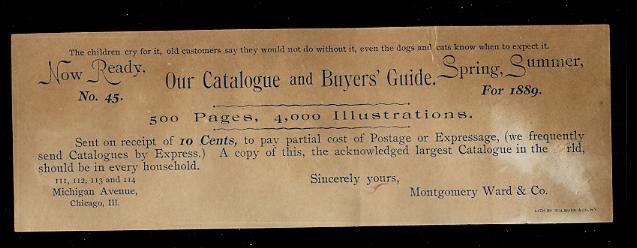 The children cry for it, old customers say they would not do without it, even the dogs and cats know when to expect it.
Now Ready.
No. 45.
Our Catalogue and Buyers' Guide.
Spring, Summer,
For 1889.
500 Pages, 4,000 Illustrations.
Sent on receipt of 10 Cents, to pay partial cost of Postage or Expressage, (we frequently
send Catalogues by Express.) A copy of this, the acknowledged largest Catalogue in the rld,
should be in every household.
111, 112, 113 and 114
Michigan Avenue,
Chicago, Ill.
Sincerely yours,
Montgomery Ward & Co.